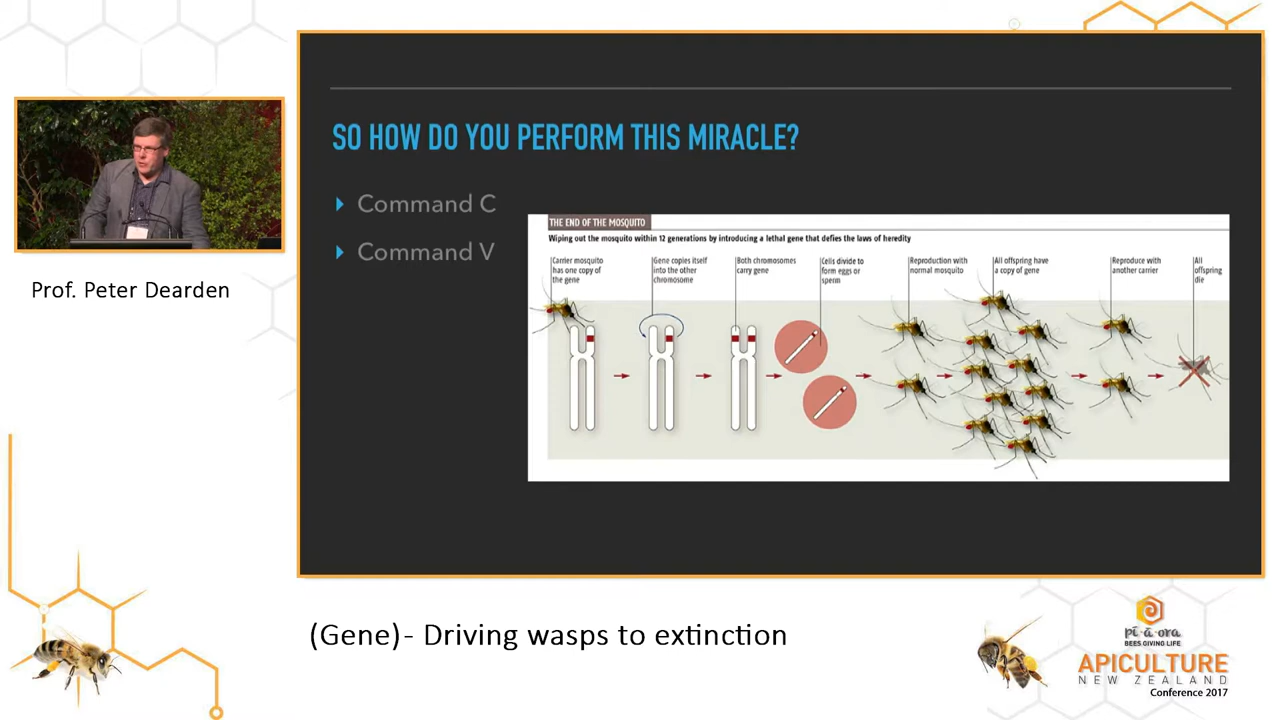 SO HOW DO YOU PERFORM THIS MIRACLE?
Command C
Command V
THE END OF THE MOSQUITO
Wiping out the mosquito within 12 generations by introducing a lethal gene that defies the laws of heredity
Carrier mosquito
has one copy of
the gene
Gene copies itself
into the other
chromosome
Both chromosomes
carry gene
Cells divide to
form eggs or
sperm
Reproduction with
normal mosquito
All offspring have
a copy of gene
Reproduce with
another carrier
All
offspring
die
Prof. Peter Dearden
(Gene) - Driving wasps to extinction
pī-ā-ora
BEES GIVING LIFE
APICULTURE
NEW ZEALAND
Conference 2017